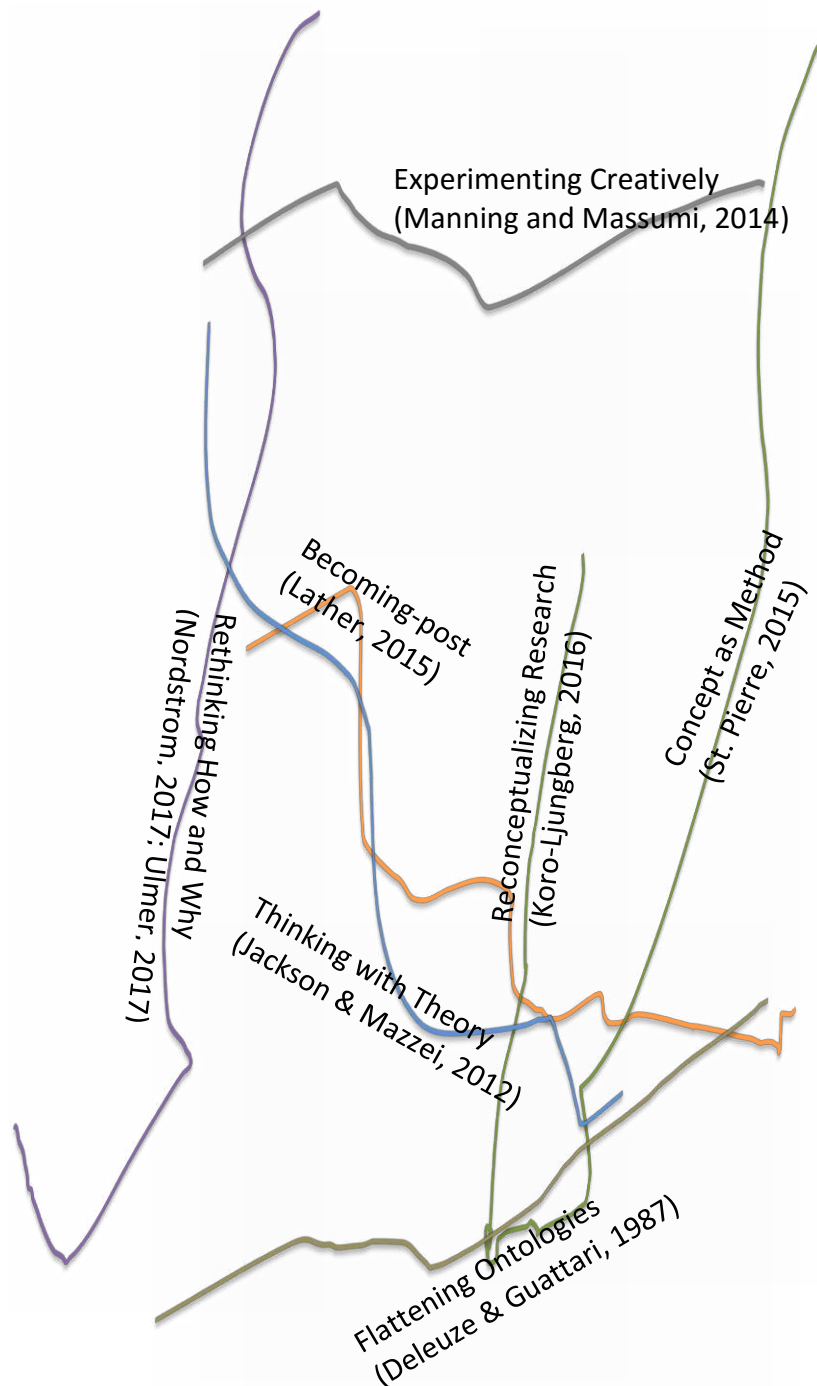 Experimenting Creatively
(Manning and Massumi, 2014)
Becoming-post
(Lather, 2015)
Rethinking How and Why
(Nordstrom, 2017; Ulmer, 2017)
Reconceptualizing Research
(Koro-Ljungberg, 2016)
Concept as Method
(St. Pierre, 2015)
Thinking with Theory
(Jackson & Mazzei, 2012)
Flattening Ontologies
(Deleuze & Guattari, 1987)